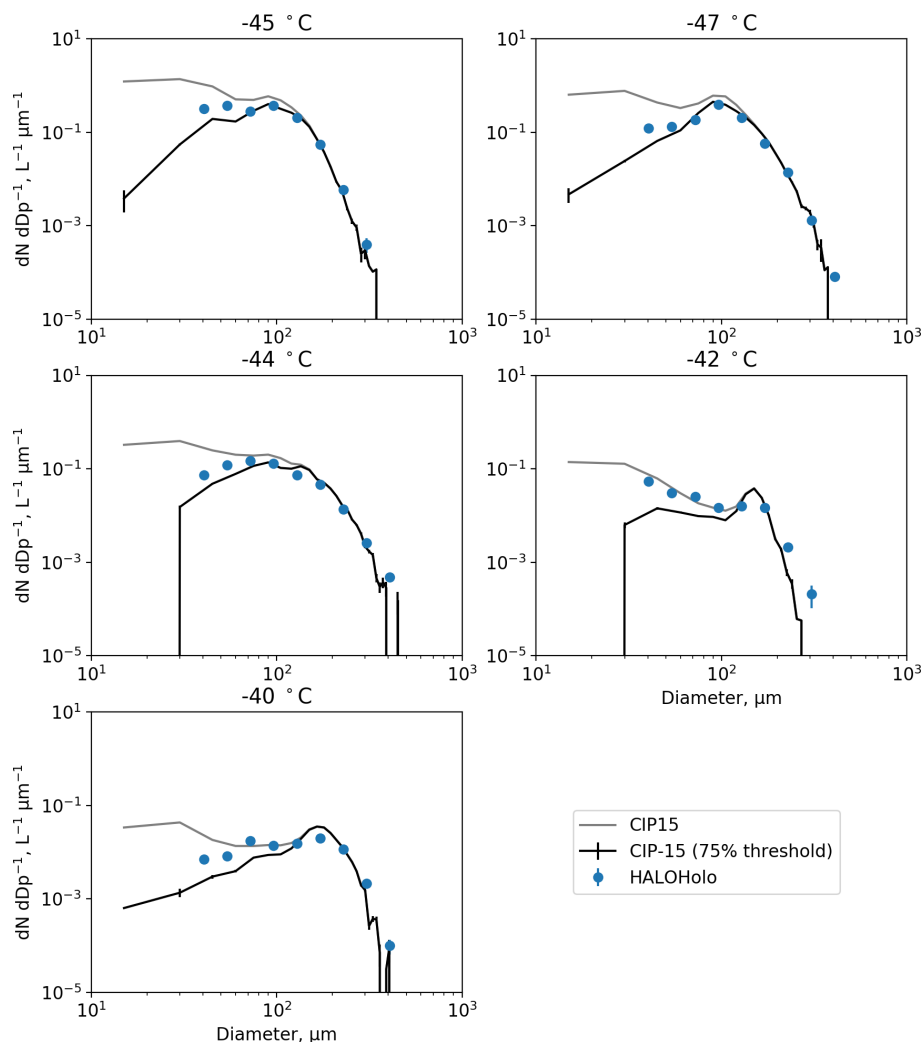 -45 °C
-47 °C
10¹
10⁻¹
10⁻³
10⁻⁵
10¹
10²
10³
dN dDp⁻¹, L⁻¹ µm⁻¹
10¹
10⁻¹
10⁻³
10⁻⁵
10¹
10²
10³
-44 °C
-42 °C
10¹
10⁻¹
10⁻³
10⁻⁵
10¹
10²
10³
dN dDp⁻¹, L⁻¹ µm⁻¹
10¹
10⁻¹
10⁻³
10⁻⁵
10¹
10²
10³
Diameter, µm
-40 °C
10¹
10⁻¹
10⁻³
10⁻⁵
10¹
10²
10³
dN dDp⁻¹, L⁻¹ µm⁻¹
Diameter, µm
CIP15
CIP-15 (75% threshold)
HALOHolo